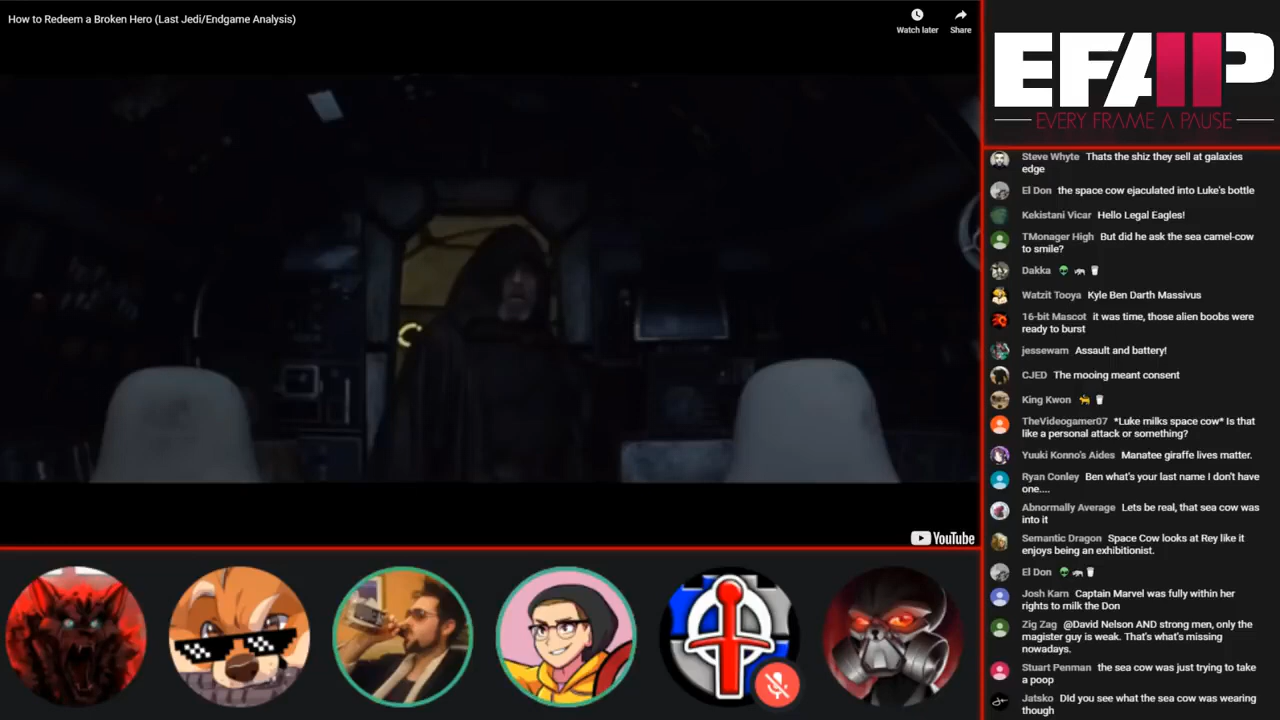 How to Redeem a Broken Hero (Last Jedi/Endgame Analysis)
Watch later
Share
YouTube
EFAP
EVERY FRAME A PAUSE
Steve Whyte Thats the shiz they sell at galaxies
edge
El Don the space cow ejaculated into Luke's bottle
Kekistani Vicar Hello Legal Eagles!
TMonager High But did he ask the sea camel-cow
to smile?
Dakka 👽🐄🥛
Watzit Tooya Kyle Ben Darth Massivus
16-bit Mascot it was time, those alien boobs were
ready to burst
jessewam Assault and battery!
CJED The mooing meant consent
King Kwon 🐪🥛
TheVideogamer07 *Luke milks space cow* Is that
like a personal attack or something?
Yuuki Konno's Aides Manatee giraffe lives matter.
Ryan Conley Ben what's your last name I don't have
one....
Abnormally Average Lets be real, that sea cow was
into it
Semantic Dragon Space Cow looks at Rey like it
enjoys being an exhibitionist.
El Don 👽🐄🥛
Josh Karn Captain Marvel was fully within her
rights to milk the Don
Zig Zag @David Nelson AND strong men, only the
magister guy is weak. That's what's missing
nowadays.
Stuart Penman the sea cow was just trying to take
a poop
Jatsko Did you see what the sea cow was wearing
though